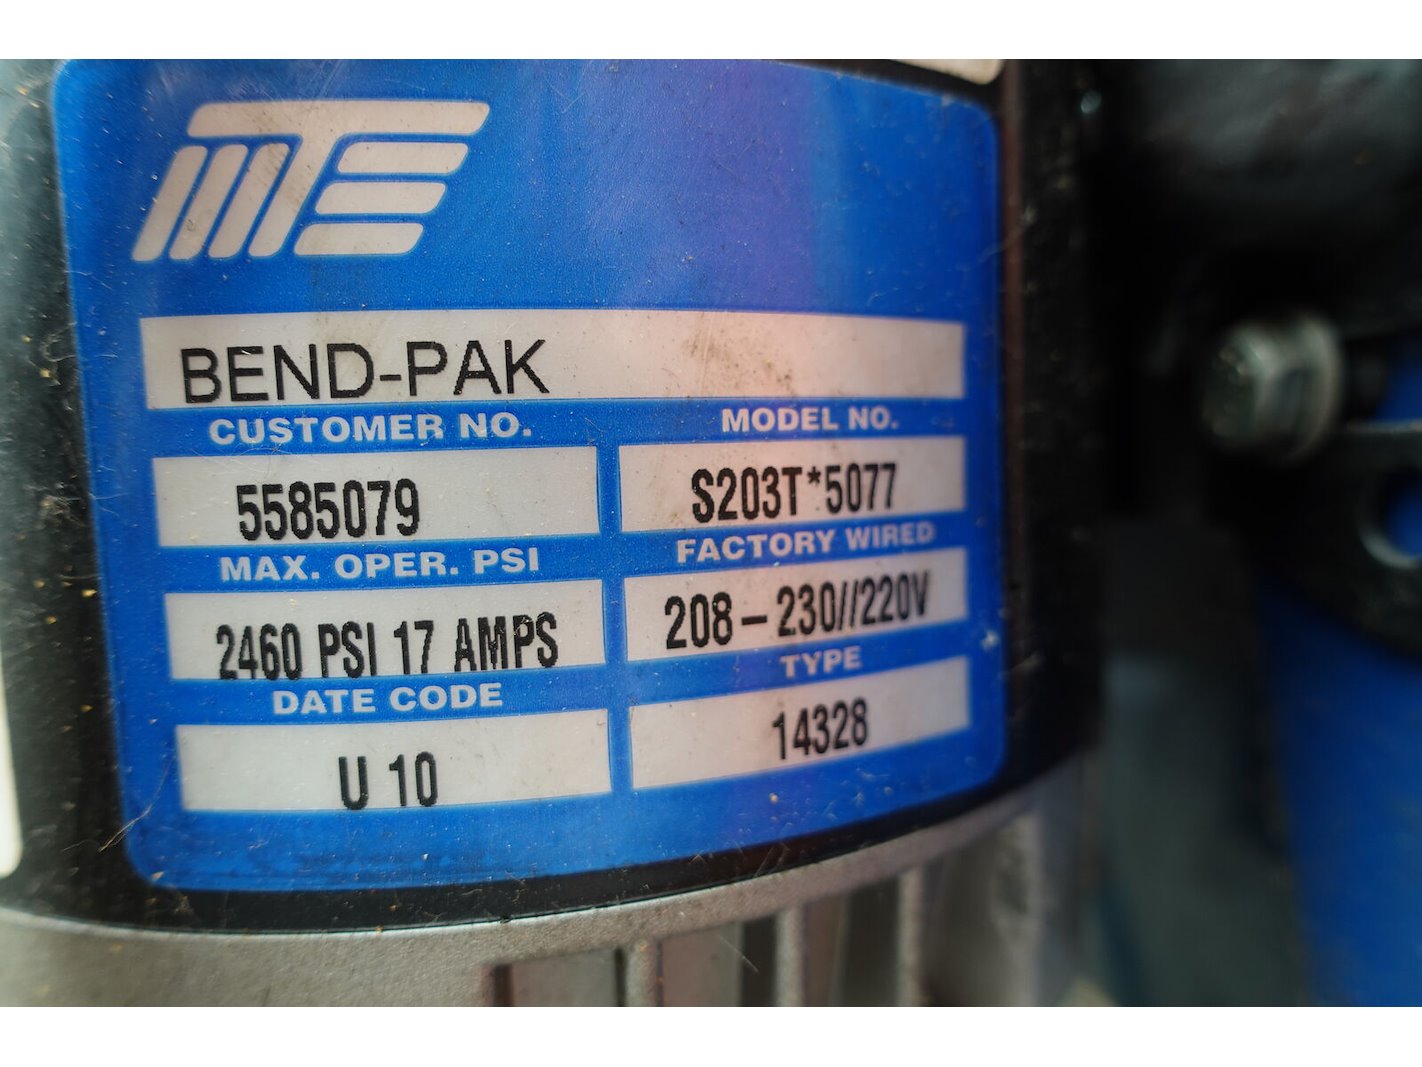 MTE
BEND-PAK
CUSTOMER NO. MODEL NO.
5585079 S203T*5077
MAX. OPER. PSI FACTORY WIRED
2460 PSI 17 AMPS 208-230//220V
DATE CODE TYPE
U 10 14328